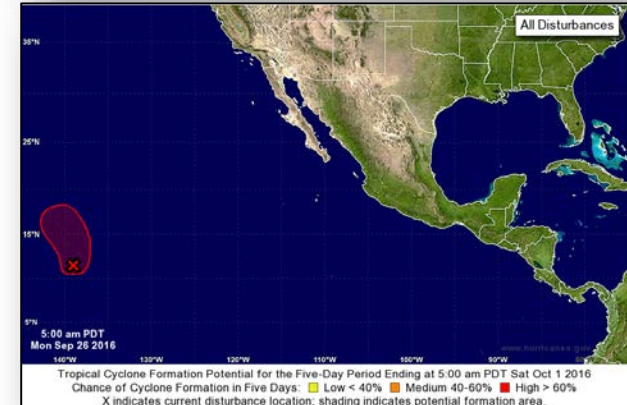 All Disturbances
35°N
25°N
15°N
5°N
5:00 am PDT
Mon Sep 26 2016
www.hurricanes.gov
140°W
130°W
120°W
110°W
100°W
90°W
Tropical Cyclone Formation Potential for the Five-Day Period Ending at 5:00 am PDT Sat Oct 1 2016
Chance of Cyclone Formation in Five Days: Low < 40% Medium 40-60% High > 60%
X indicates current disturbance location; shading indicates potential formation area.